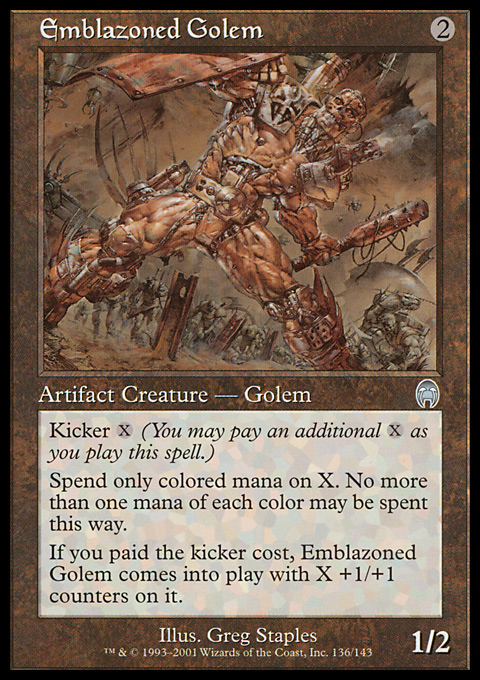 Emblazoned Golem 2
Artifact Creature — Golem
Kicker X (You may pay an additional X as
you play this spell.)
Spend only colored mana on X. No more
than one mana of each color may be spent
this way.
If you paid the kicker cost, Emblazoned
Golem comes into play with X +1/+1
counters on it.
Illus. Greg Staples
™ & © 1993–2001 Wizards of the Coast, Inc. 136/143
1/2